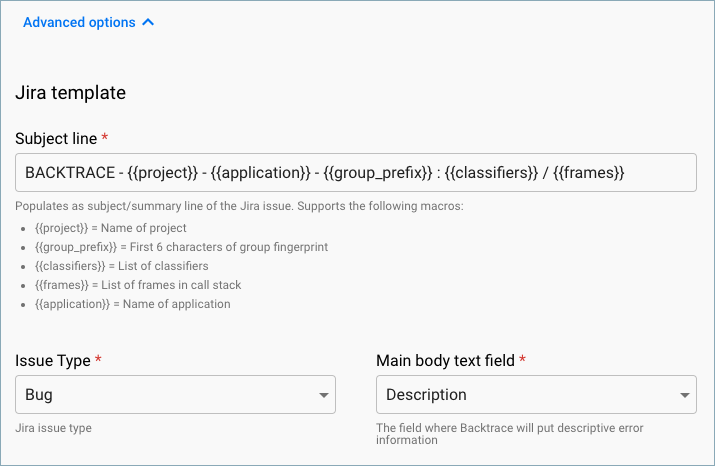 Advanced options
Jira template
Subject line *
BACKTRACE - {{project}} - {{application}} - {{group_prefix}} : {{classifiers}} / {{frames}}
Populates as subject/summary line of the Jira issue. Supports the following macros:
• {{project}} = Name of project
• {{group_prefix}} = First 6 characters of group fingerprint
• {{classifiers}} = List of classifiers
• {{frames}} = List of frames in call stack
• {{application}} = Name of application
Issue Type *
Bug
Jira issue type
Main body text field *
Description
The field where Backtrace will put descriptive error
information